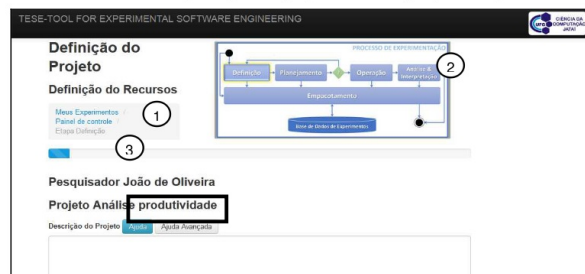 TESE-TOOL FOR EXPERIMENTAL SOFTWARE ENGINEERING
CIÊNCIA DA
COMPUTAÇÃO
JATAÍ
Definição do
Projeto
Definição do Recursos
Meus Experimentos /
Painel de controle /
Etapa Definição
1
3
PROCESSO DE EXPERIMENTAÇÃO
2
Definição
Planejamento
Operação
Análise &
Interpretação
Empacotamento
Base de Dados de Experimentos
Pesquisador João de Oliveira
Projeto Análise produtividade
Descrição do Projeto Ajuda Ajuda Avançada